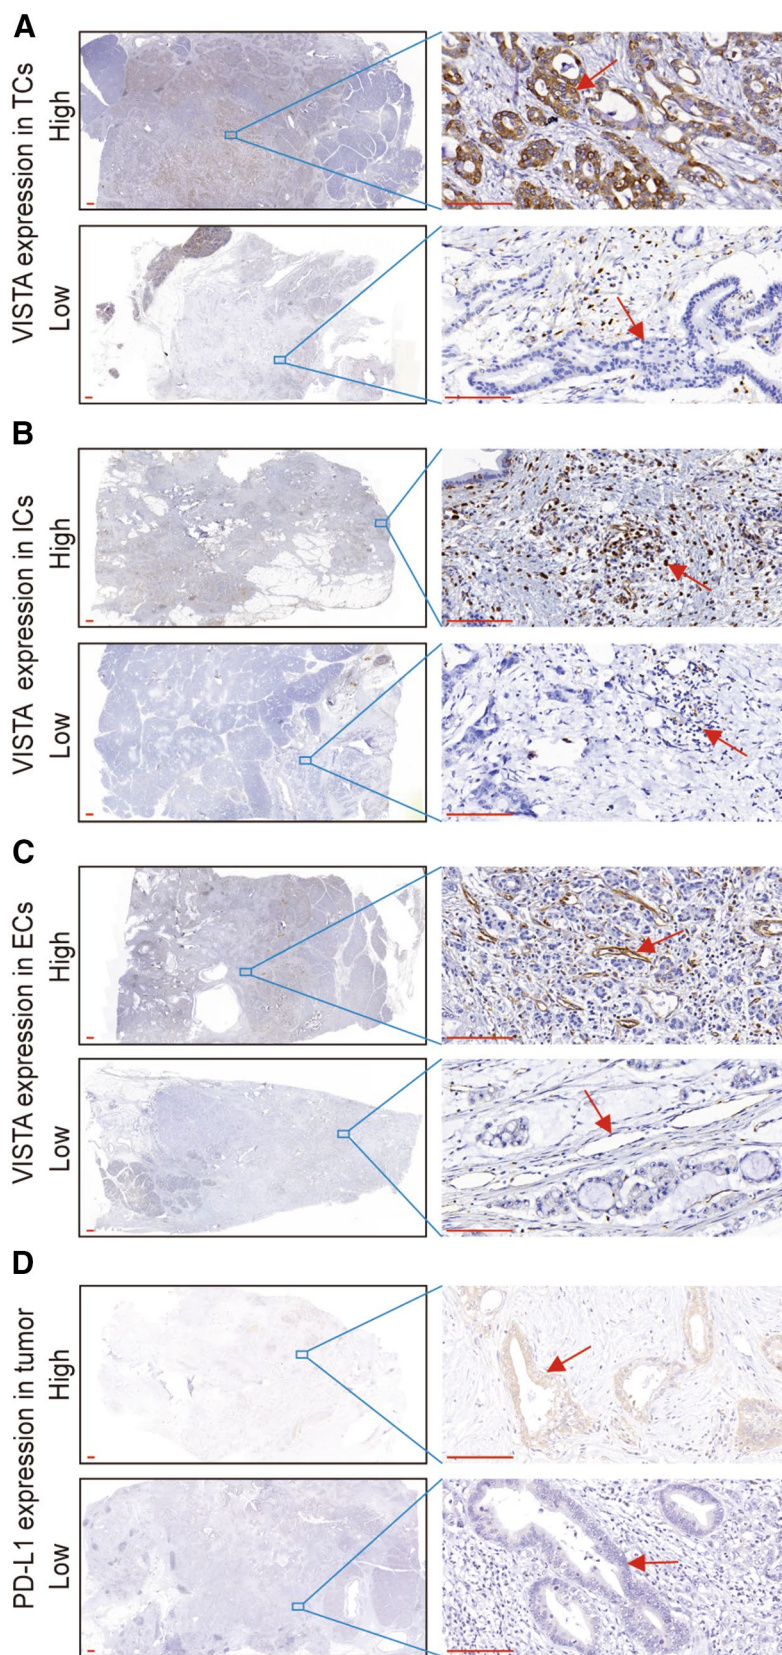 A
VISTA expression in TCs
High
Low
B
VISTA expression in ICs
High
Low
C
VISTA expression in ECs
High
Low
D
PD-L1 expression in tumor
High
Low